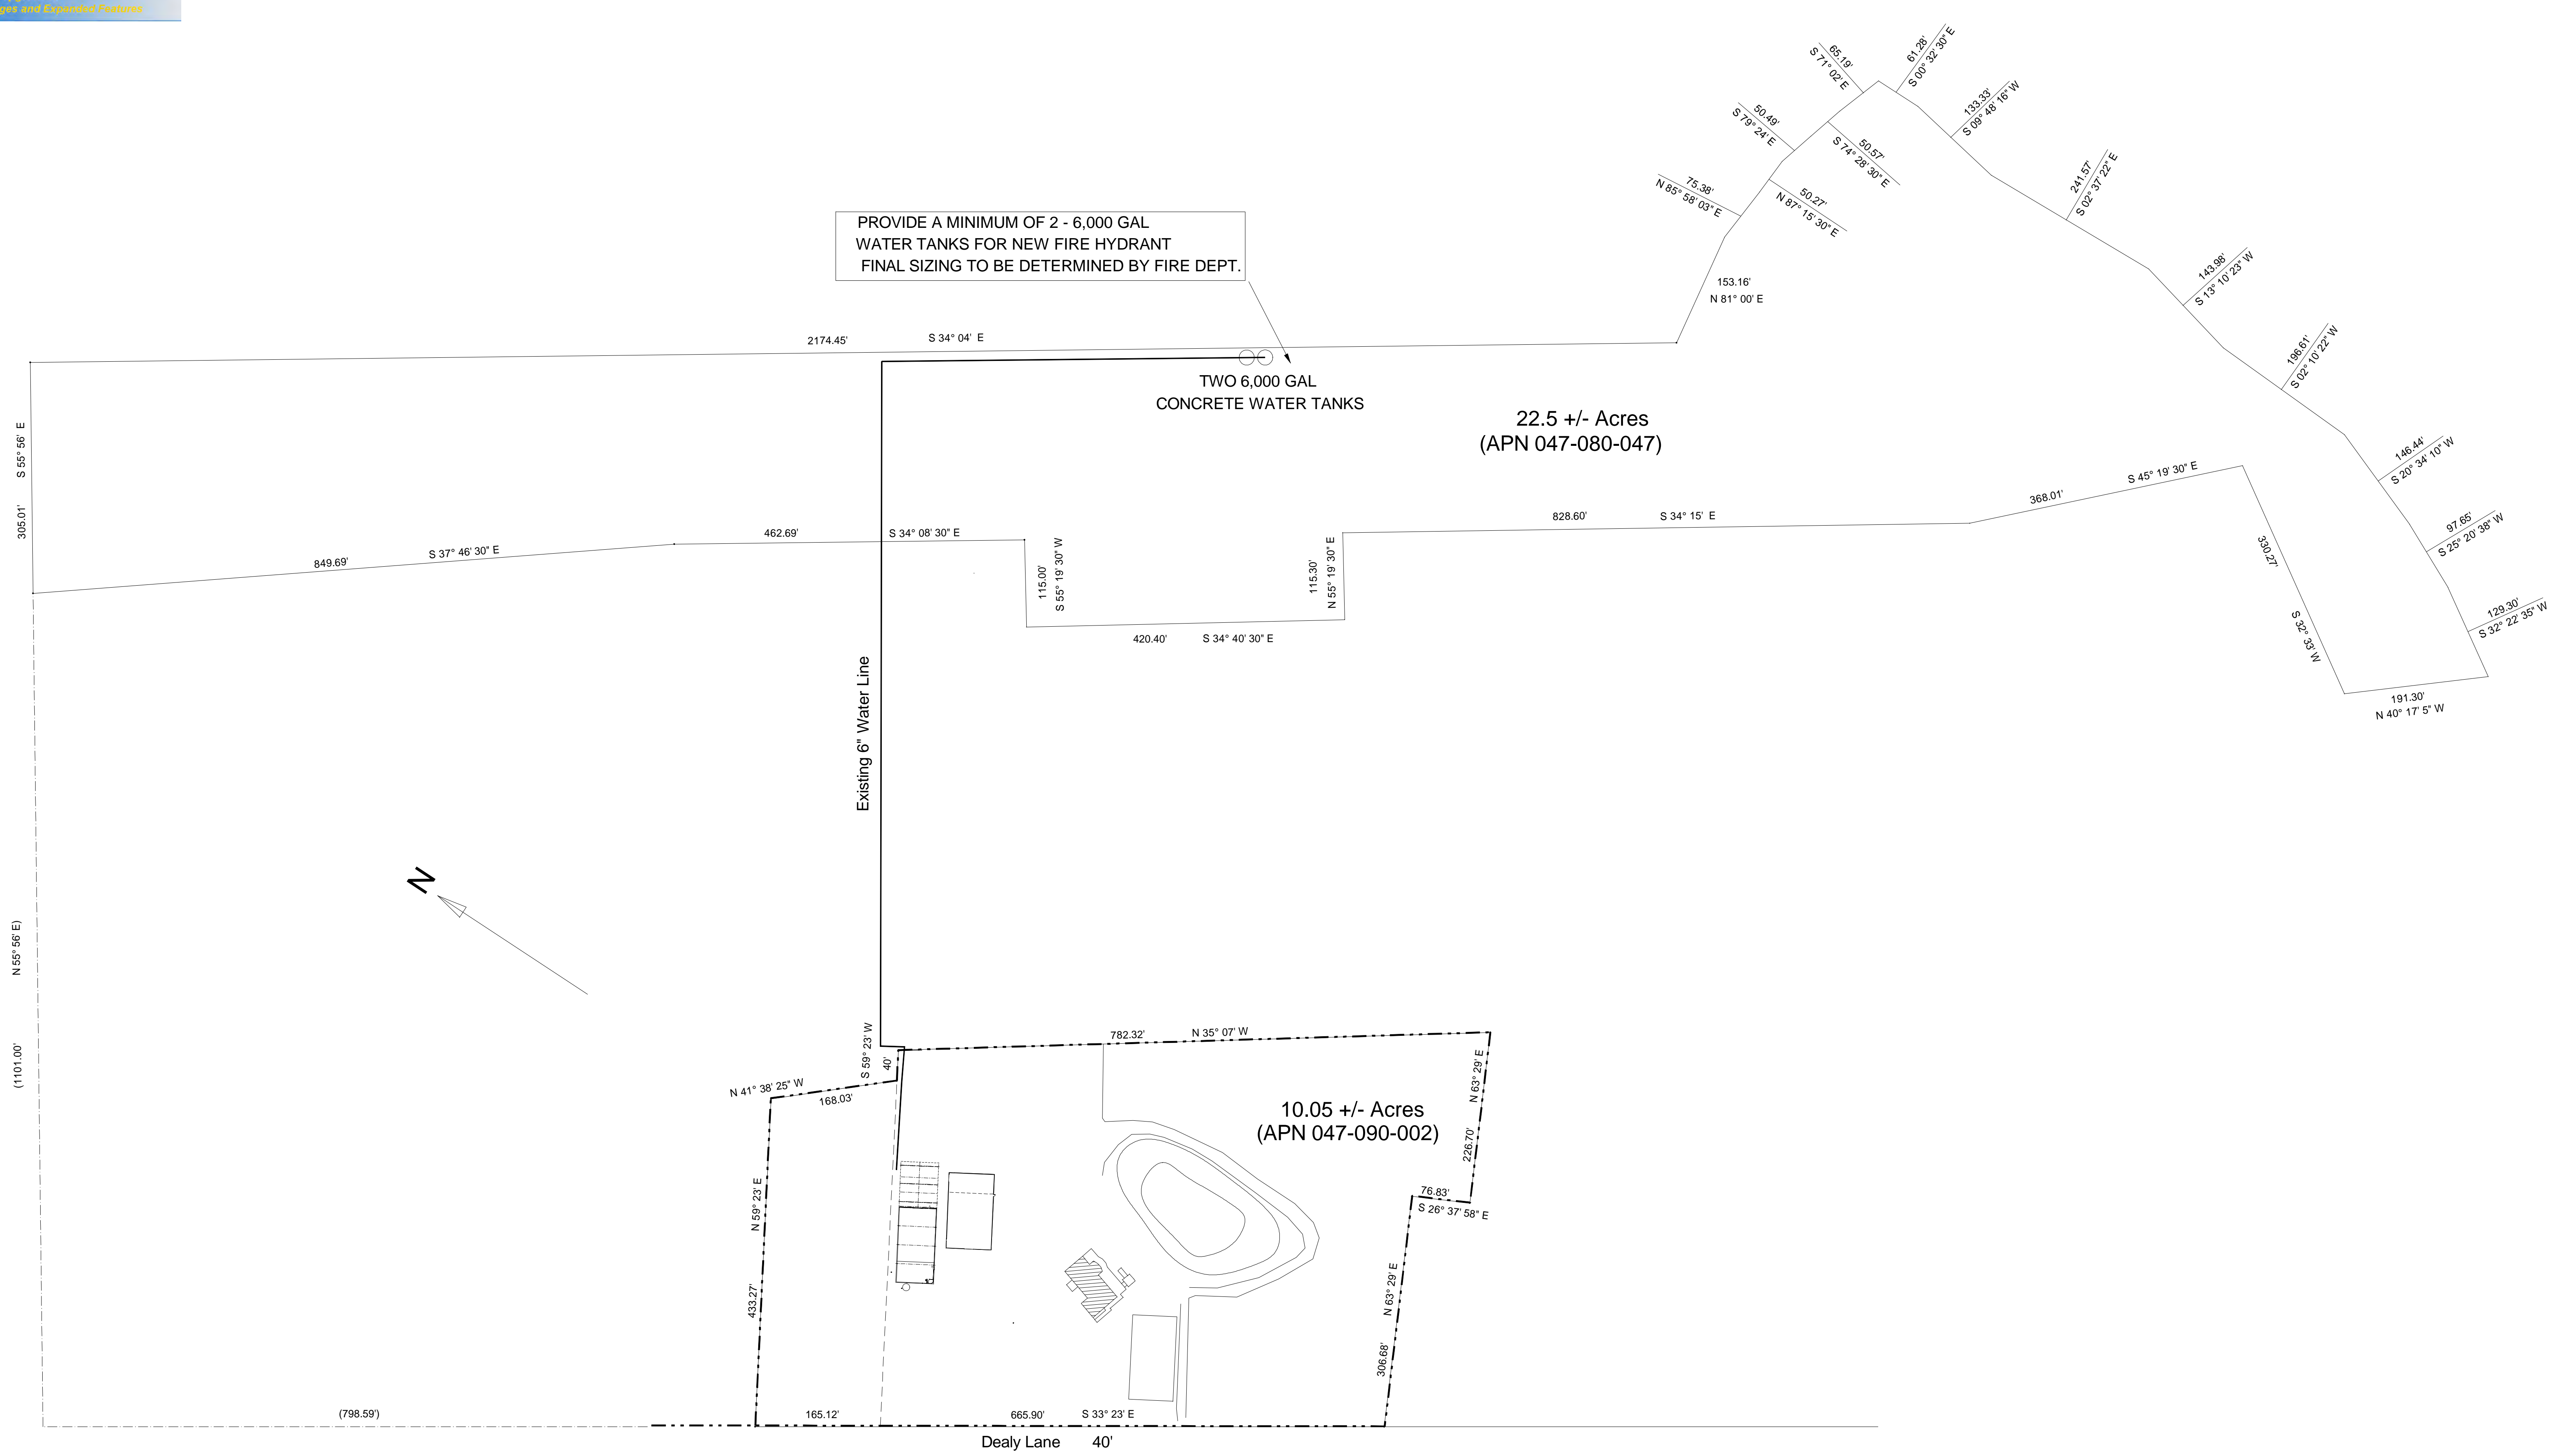 ges and Expanded Features
65.19'
S 71° 02' E
61.28'
S 00° 32' 30" E
50.49'
S 79° 24' E
133.33'
S 09° 48' 16" W
50.57'
S 74° 28' 30" E
75.38'
N 85° 58' 03" E
50.27'
N 87° 15' 30" E
241.57'
S 02° 37' 22" E
PROVIDE A MINIMUM OF 2 - 6,000 GAL
WATER TANKS FOR NEW FIRE HYDRANT
FINAL SIZING TO BE DETERMINED BY FIRE DEPT.
153.16'
N 81° 00' E
143.98'
S 13° 10' 23" W
2174.45' S 34° 04' E
196.61'
S 02° 10' 22" W
TWO 6,000 GAL
CONCRETE WATER TANKS
22.5 +/- Acres
(APN 047-080-047)
305.01' S 55° 56' E
146.44'
S 20° 34' 10" W
368.01' S 45° 19' 30" E
828.60' S 34° 15' E
97.65'
S 25° 20' 38" W
849.69' S 37° 46' 30" E
462.69' S 34° 08' 30" E
115.00'
S 55° 19' 30" W
115.30'
N 55° 19' 30" E
330.27' S 32° 33' W
129.30'
S 32° 22' 35" W
420.40' S 34° 40' 30" E
191.30'
N 40° 17' 5" W
Existing 6" Water Line
N
(1101.00' N 55° 56' E)
S 59° 23' W
40'
782.32' N 35° 07' W
N 41° 38' 25" W
168.03'
226.70' N 63° 29' E
10.05 +/- Acres
(APN 047-090-002)
76.83'
S 26° 37' 58" E
433.27' N 59° 23' E
306.68' N 63° 29' E
(798.59')
165.12'
665.90' S 33° 23' E
Dealy Lane 40'